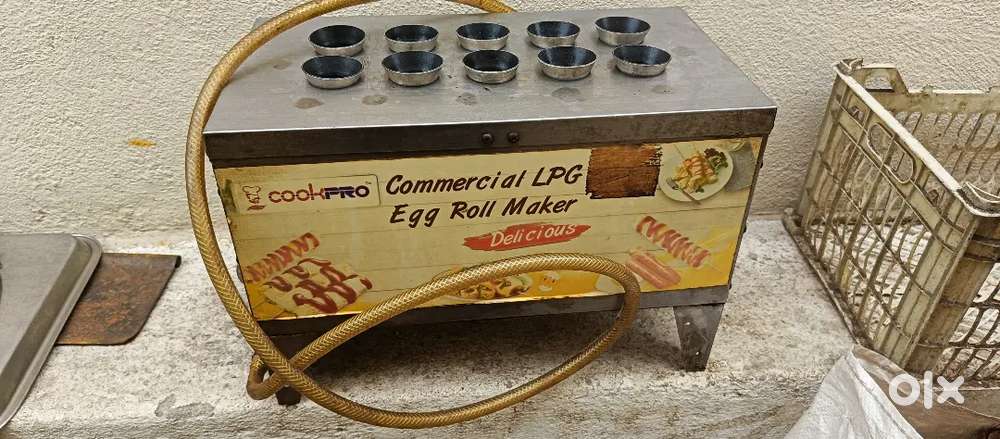 cookPRO
Commercial LPG
Egg Roll Maker
Delicious
olx